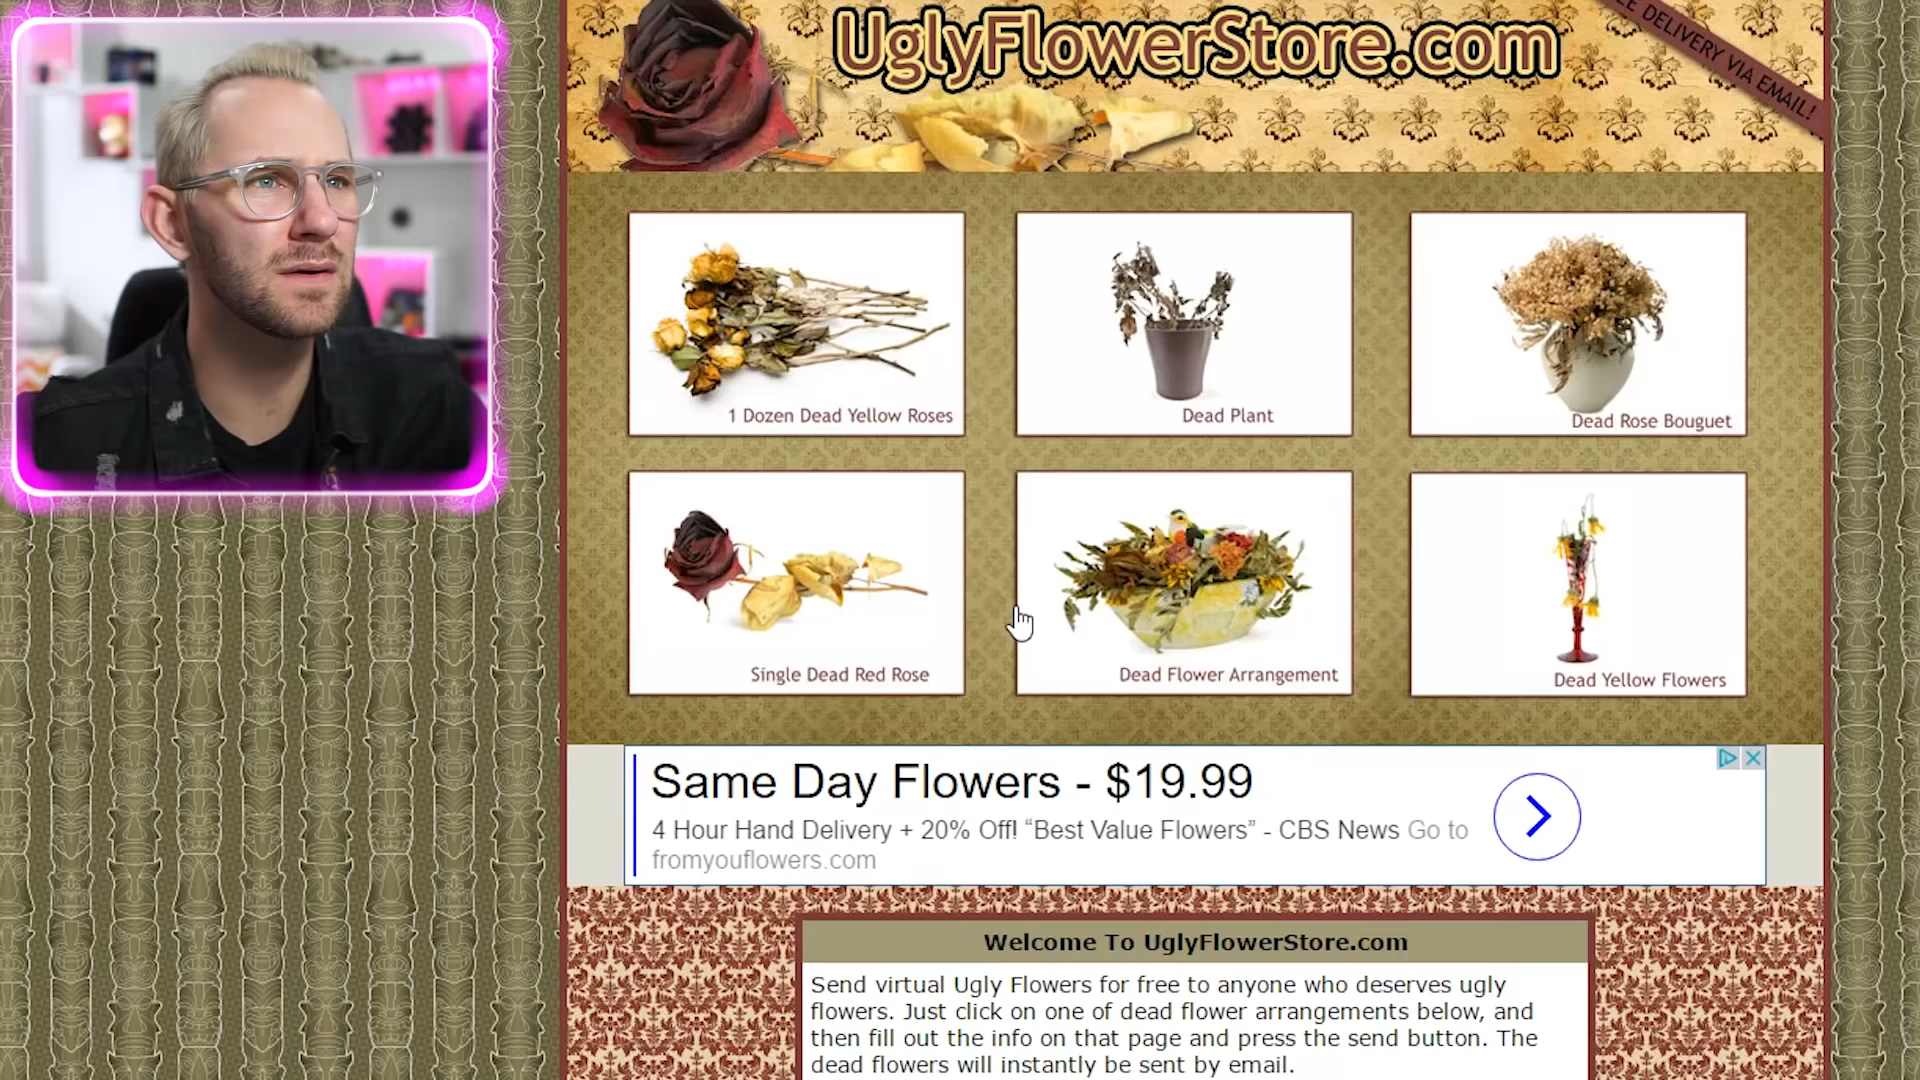 UglyFlowerStore.com
DELIVERY VIA EMAIL!
1 Dozen Dead Yellow Roses
Dead Plant
Dead Rose Bouguet
Single Dead Red Rose
Dead Flower Arrangement
Dead Yellow Flowers
Same Day Flowers - $19.99
4 Hour Hand Delivery + 20% Off! “Best Value Flowers” - CBS News Go to
fromyouflowers.com
Welcome To UglyFlowerStore.com
Send virtual Ugly Flowers for free to anyone who deserves ugly
flowers. Just click on one of dead flower arrangements below, and
then fill out the info on that page and press the send button. The
dead flowers will instantly be sent by email.